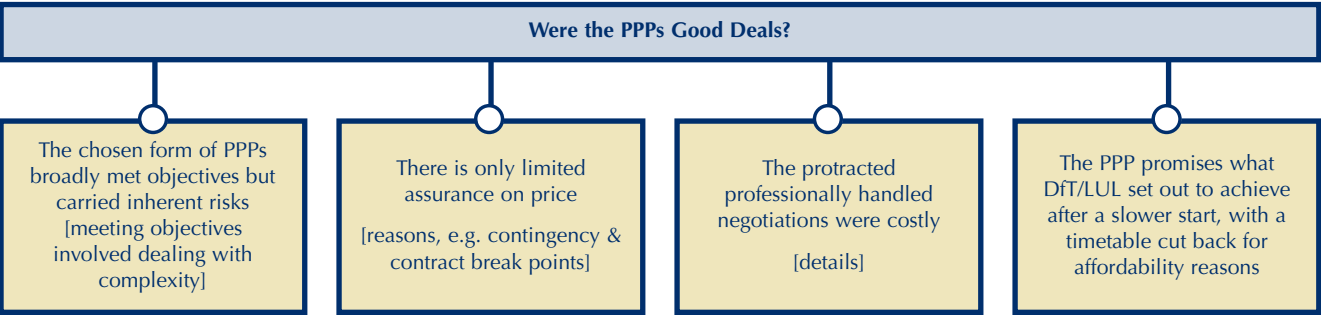 Were the PPPs Good Deals?
The chosen form of PPPs
broadly met objectives but
carried inherent risks
[meeting objectives
involved dealing with
complexity]
There is only limited
assurance on price
[reasons, e.g. contingency &
contract break points]
The protracted
professionally handled
negotiations were costly
[details]
The PPP promises what
DfT/LUL set out to achieve
after a slower start, with a
timetable cut back for
affordability reasons